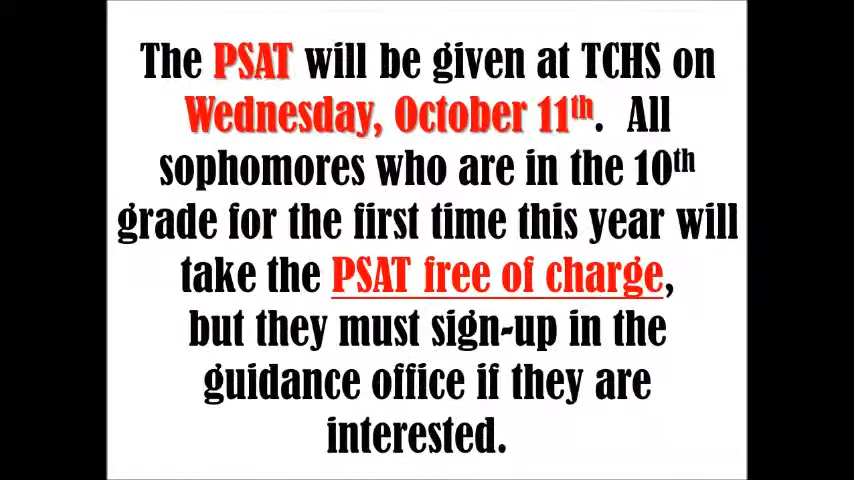 The PSAT will be given at TCHS on
Wednesday, October 11th.  All
sophomores who are in the 10th
grade for the first time this year will
take the PSAT free of charge,
but they must sign-up in the
guidance office if they are
interested.